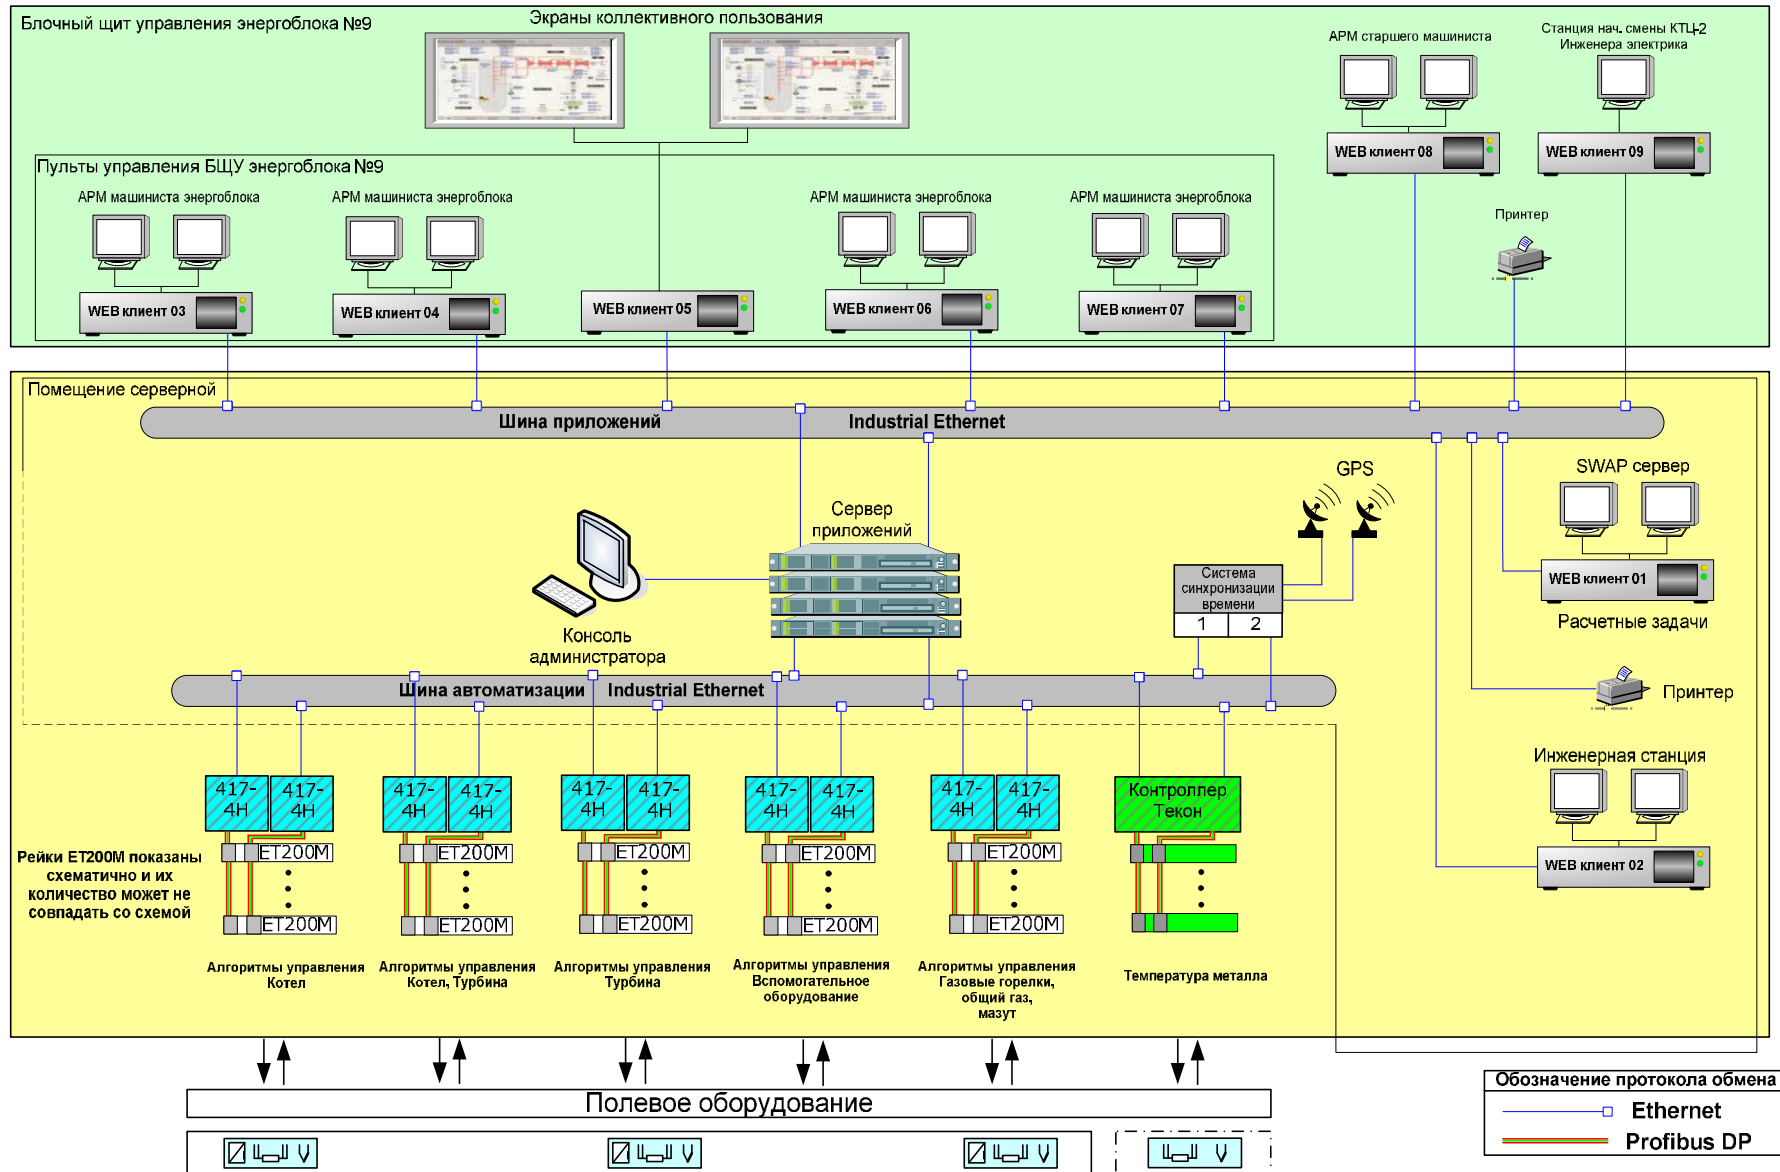 Блочный щит управления энергоблока №9
Экраны коллективного пользования
АРМ старшего машиниста
Станция нач. смены КТЦ-2
Инженера электрика
WEB клиент 08
WEB клиент 09
Пульты управления БЩУ энергоблока №9
АРМ машиниста энергоблока
АРМ машиниста энергоблока
АРМ машиниста энергоблока
АРМ машиниста энергоблока
Принтер
WEB клиент 03
WEB клиент 04
WEB клиент 05
WEB клиент 06
WEB клиент 07
Помещение серверной
Шина приложений Industrial Ethernet
GPS
SWAP сервер
Сервер
приложений
Система
синхронизации
времени
1 2
WEB клиент 01
Расчетные задачи
Консоль
администратора
Шина автоматизации Industrial Ethernet
Принтер
Инженерная станция
WEB клиент 02
417-
4H
417-
4H
417-
4H
417-
4H
417-
4H
417-
4H
417-
4H
417-
4H
417-
4H
417-
4H
Контроллер
Текон
Рейки ET200M показаны
схематично и их
количество может не
совпадать со схемой
ET200M
ET200M
ET200M
ET200M
ET200M
ET200M
ET200M
ET200M
ET200M
ET200M
Алгоритмы управления
Котел
Алгоритмы управления
Котел, Турбина
Алгоритмы управления
Турбина
Алгоритмы управления
Вспомогательное
оборудование
Алгоритмы управления
Газовые горелки,
общий газ,
мазут
Температура металла
Полевое оборудование
Обозначение протокола обмена
Ethernet
Profibus DP